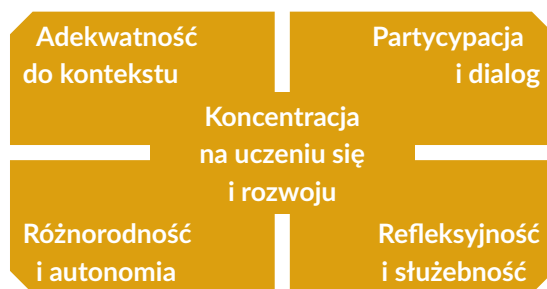 Adekwatność
do kontekstu
Partycypacja
i dialog
Koncentracja
na uczeniu się
i rozwoju
Różnorodność
i autonomia
Refleksyjność
i służebność